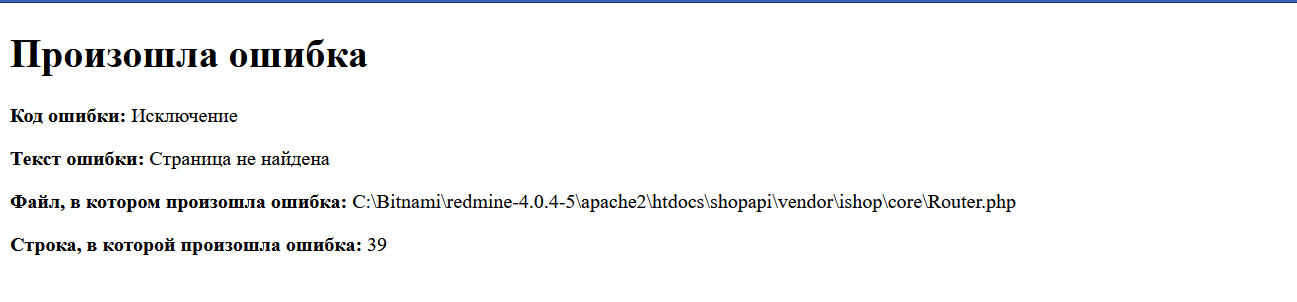 Произошла ошибка
Код ошибки: Исключение
Текст ошибки: Страница не найдена
Файл, в котором произошла ошибка: C:\Bitnami\redmine-4.0.4-5\apache2\htdocs\shopapi\vendor\ishop\core\Router.php
Строка, в которой произошла ошибка: 39